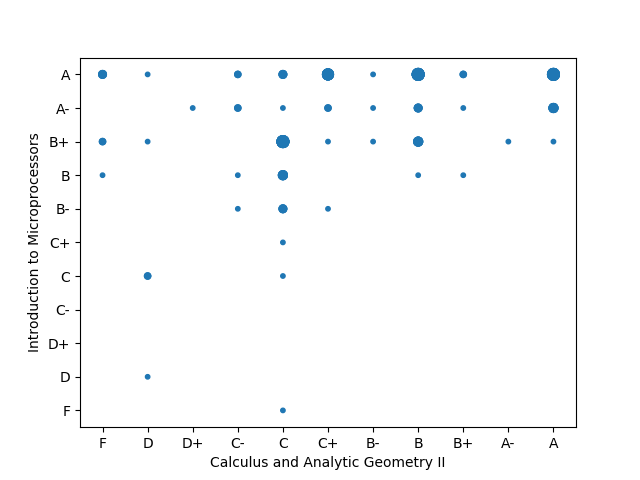 Introduction to Microprocessors
A
A-
B+
B
B-
C+
C
C-
D+
D
F
F
D
D+
C-
C
C+
B-
B
B+
A-
A
Calculus and Analytic Geometry II